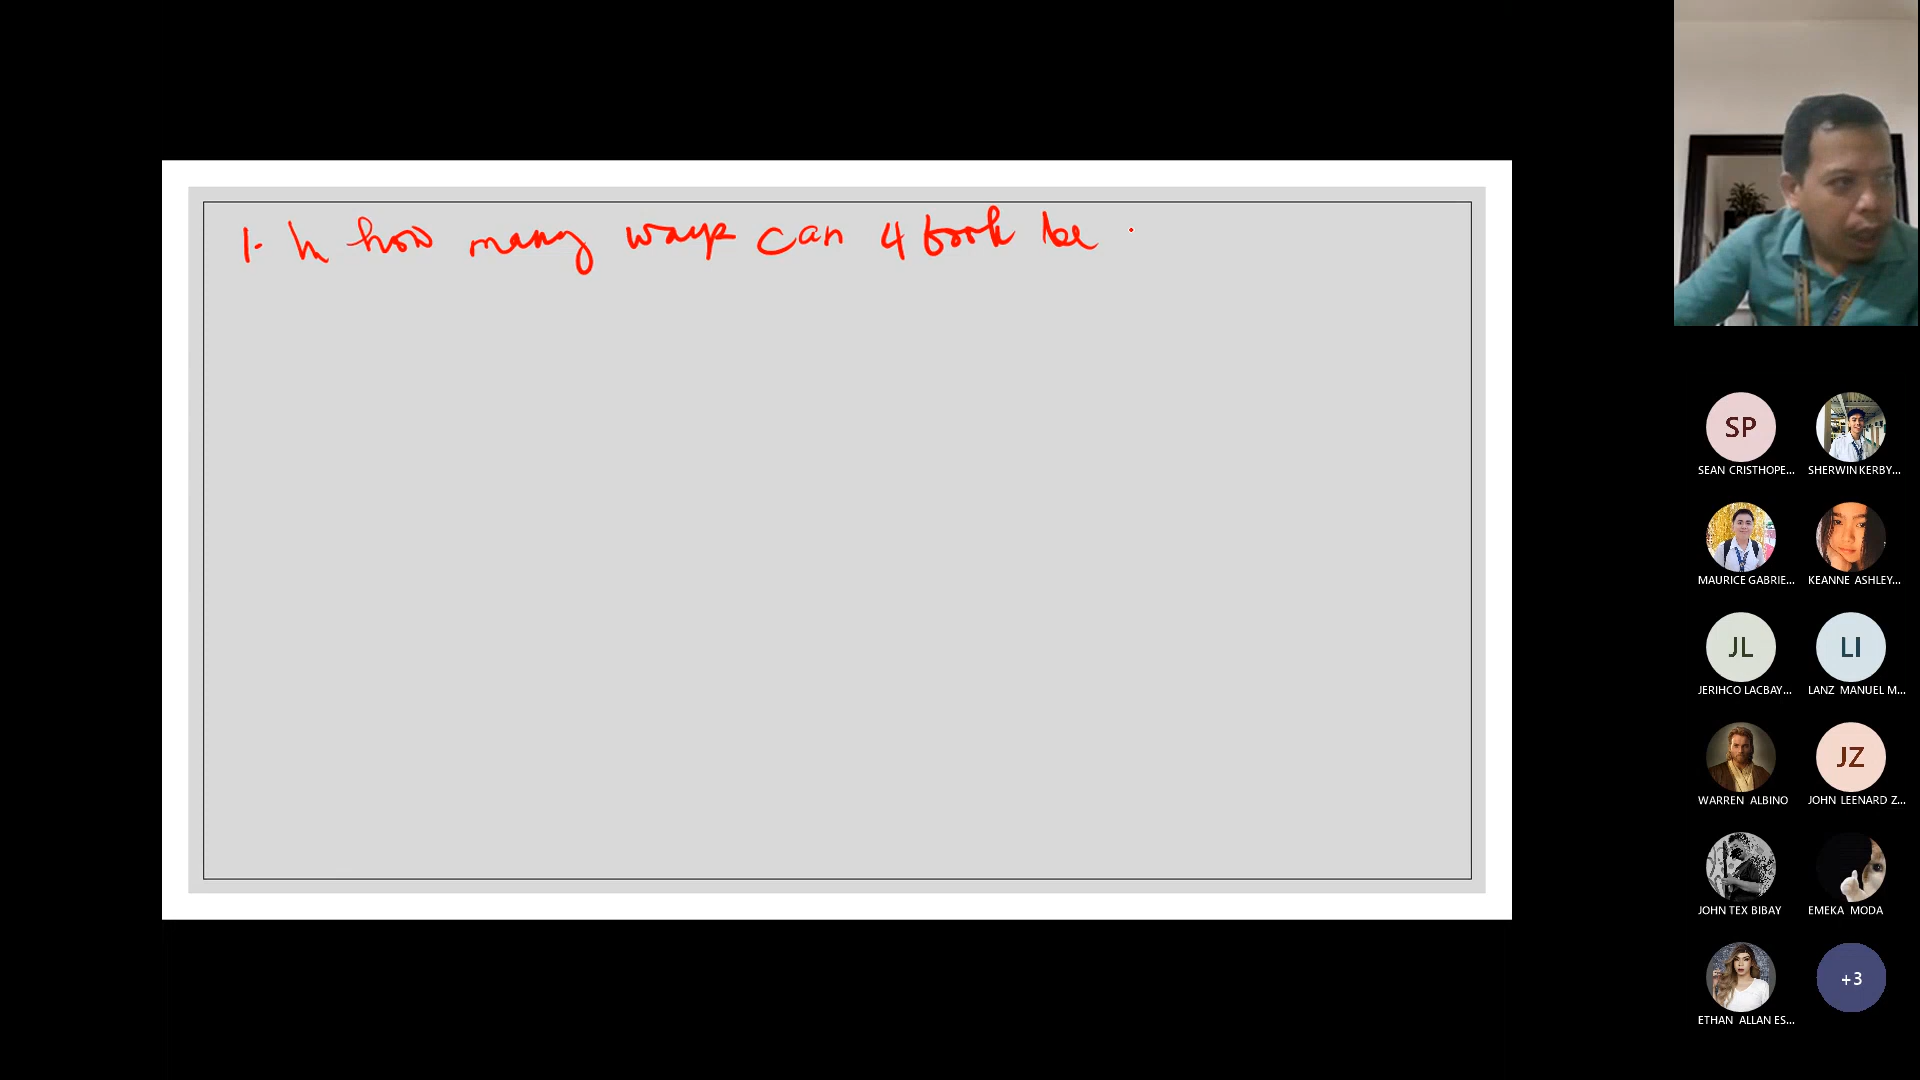 1. In how many ways can 4 book be
SP
SEAN CRISTHOPE...
SHERWIN KERBY...
MAURICE GABRIE...
KEANNE ASHLEY...
JL
LI
JERIHCO LACBAY...
LANZ MANUEL M...
JZ
WARREN ALBINO
JOHN LEENARD Z...
JOHN TEX BIBAY
EMEKA MODA
+3
ETHAN ALLAN ES...